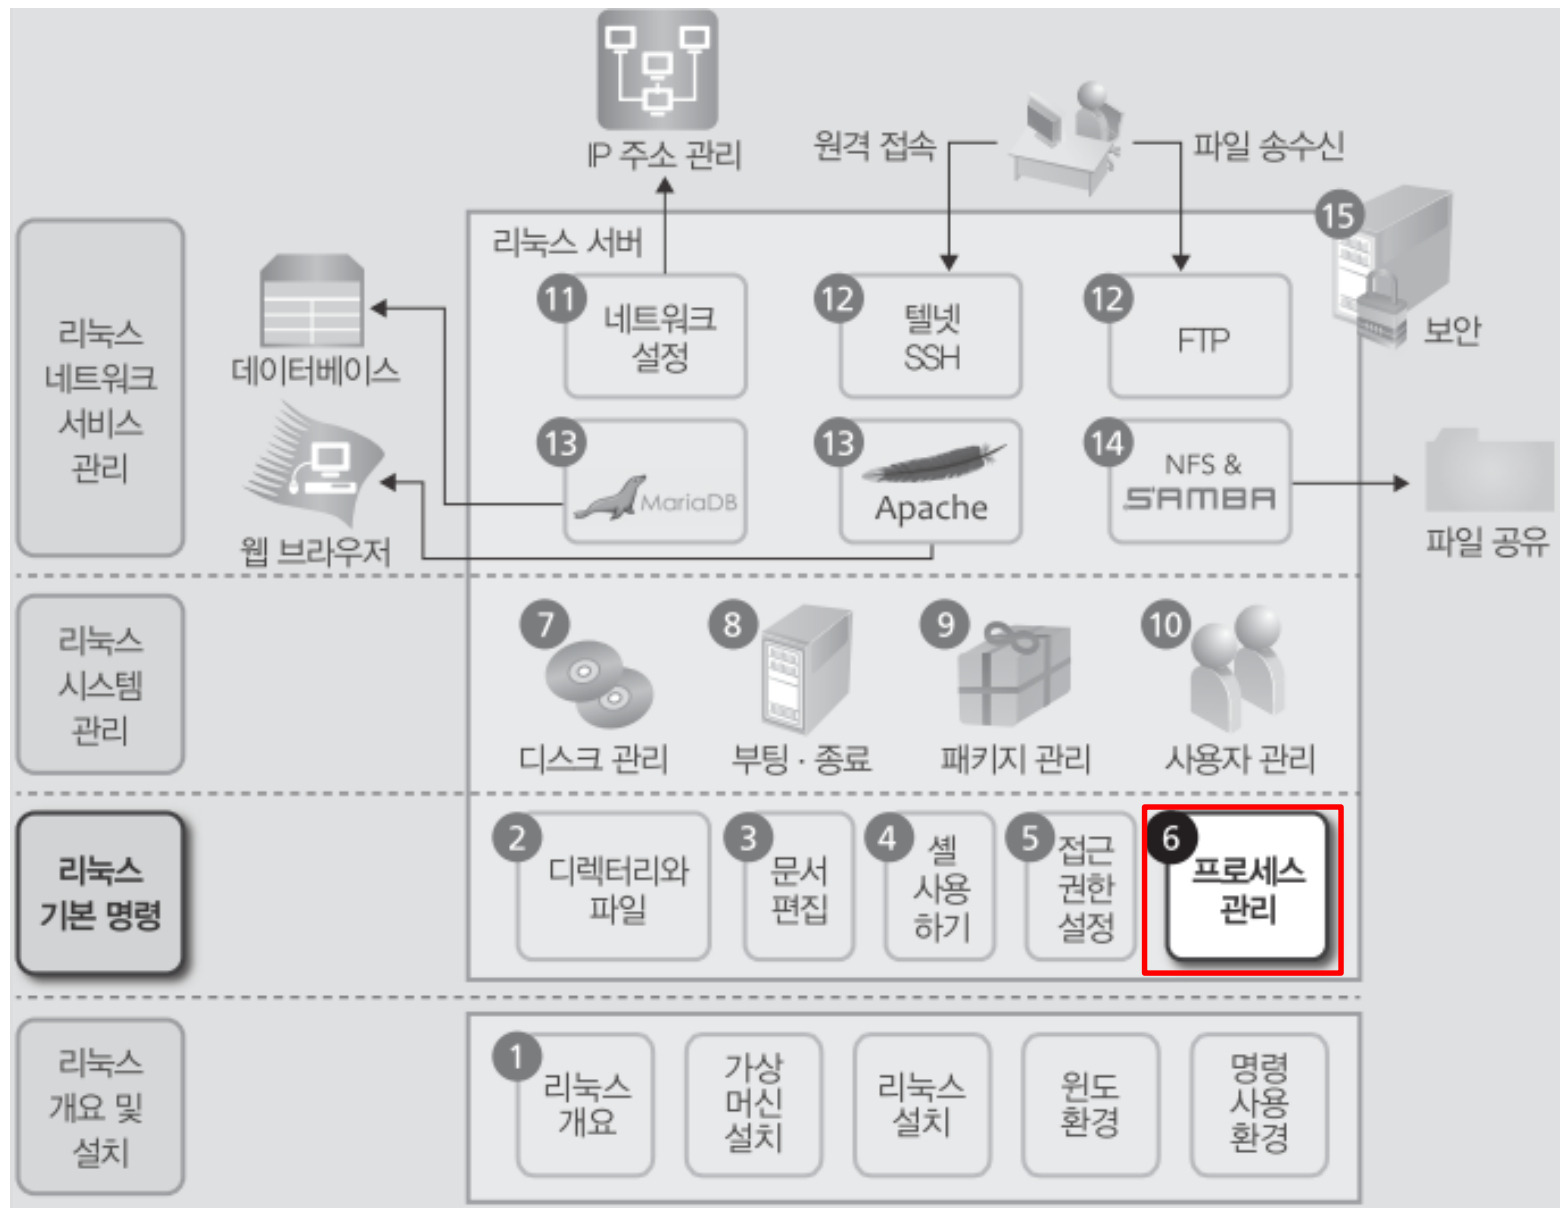 IP 주소 관리
원격 접속
파일 송수신
15
보안
리눅스
네트워크
서비스
관리
데이터베이스
웹 브라우저
리눅스 서버
11
네트워크
설정
12
텔넷
SSH
12
FTP
13
MariaDB
13
Apache
14
NFS &
SAMBA
파일 공유
리눅스
시스템
관리
7
디스크 관리
8
부팅 · 종료
9
패키지 관리
10
사용자 관리
리눅스
기본 명령
2
디렉터리와
파일
3
문서
편집
4
셸
사용
하기
5
접근
권한
설정
6
프로세스
관리
리눅스
개요 및
설치
1
리눅스
개요
가상
머신
설치
리눅스
설치
윈도
환경
명령
사용
환경